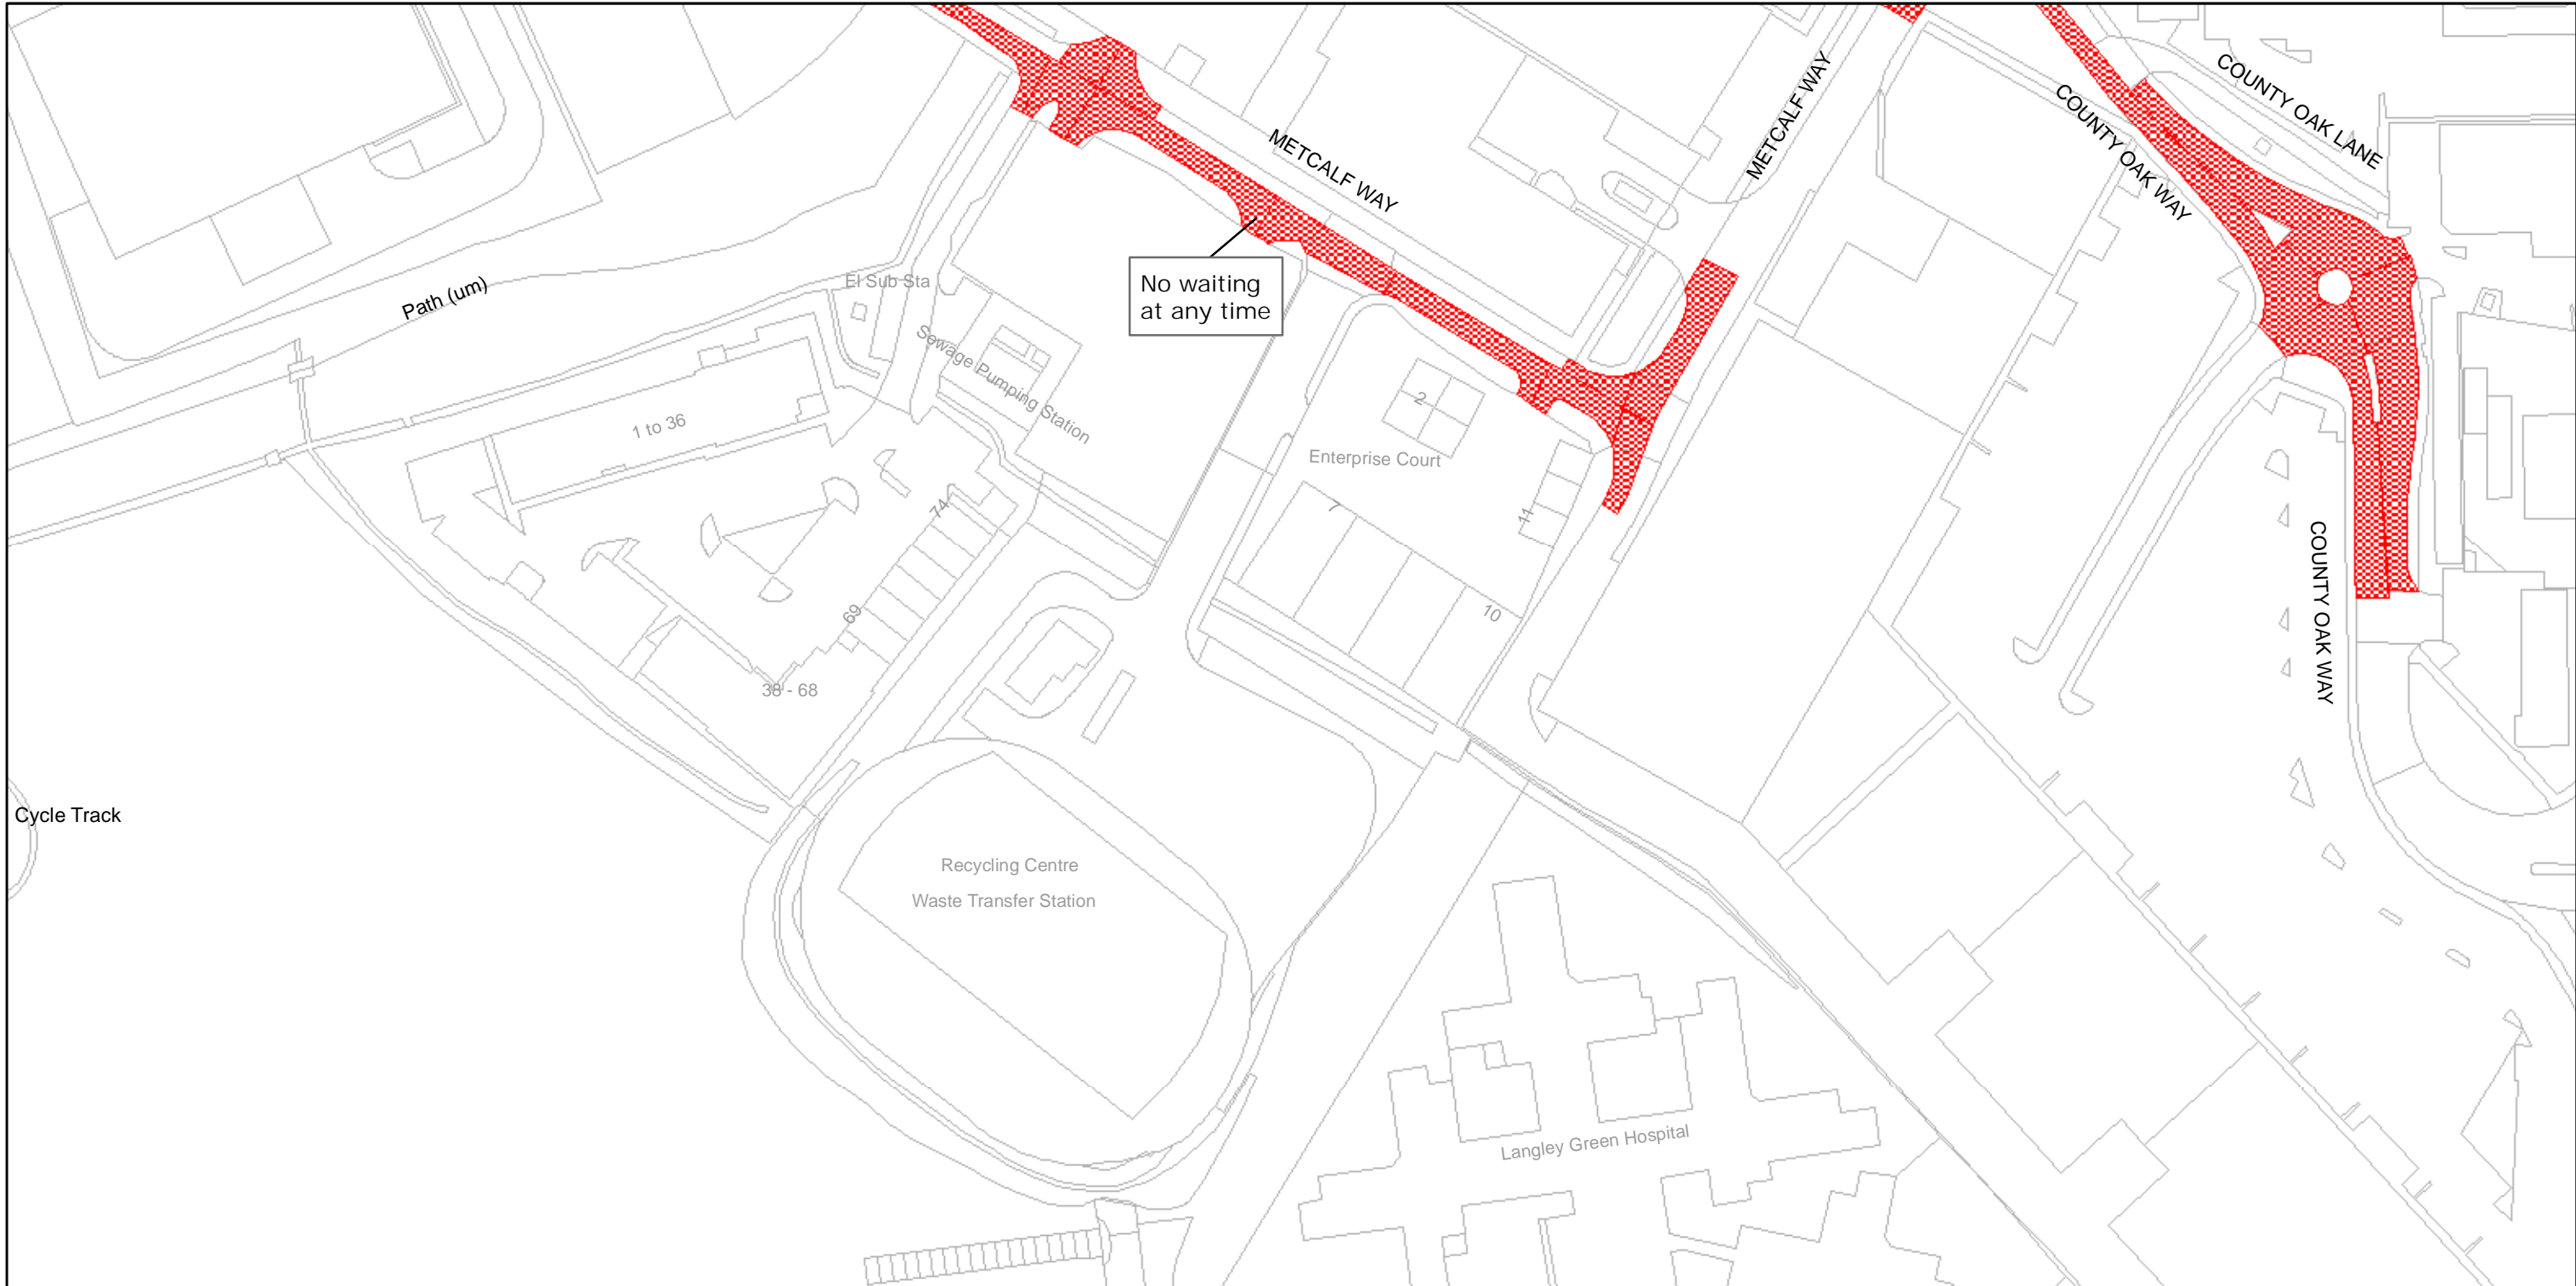 COUNTY OAK LANE
METCALF WAY
COUNTY OAK WAY
METCALF WAY
No waiting
at any time
Path (um)
El Sub Sta
Sewage Pumping Station
1 to 36
2
Enterprise Court
74
7
11
69
10
38 - 68
COUNTY OAK WAY
Cycle Track
Recycling Centre
Waste Transfer Station
Langley Green Hospital